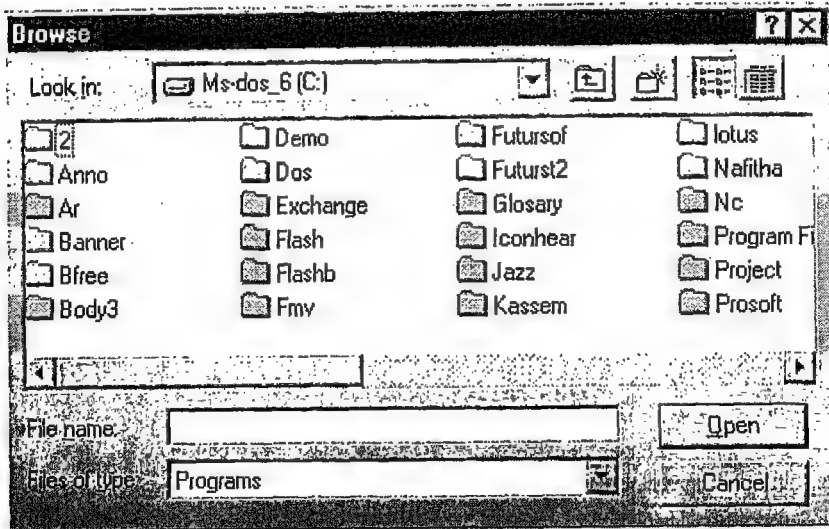 Browse
Look in: Ms-dos_6 (C:)
2 Demo Futursof lotus
Anno Dos Futurst2 Nafitha
Ar Exchange Glosary Nc
Banner Flash Iconhear Program Fi
Bfree Flashb Jazz Project
Body3 Fmv Kassem Prosoft
File name: Open
Files of type: Programs Cancel